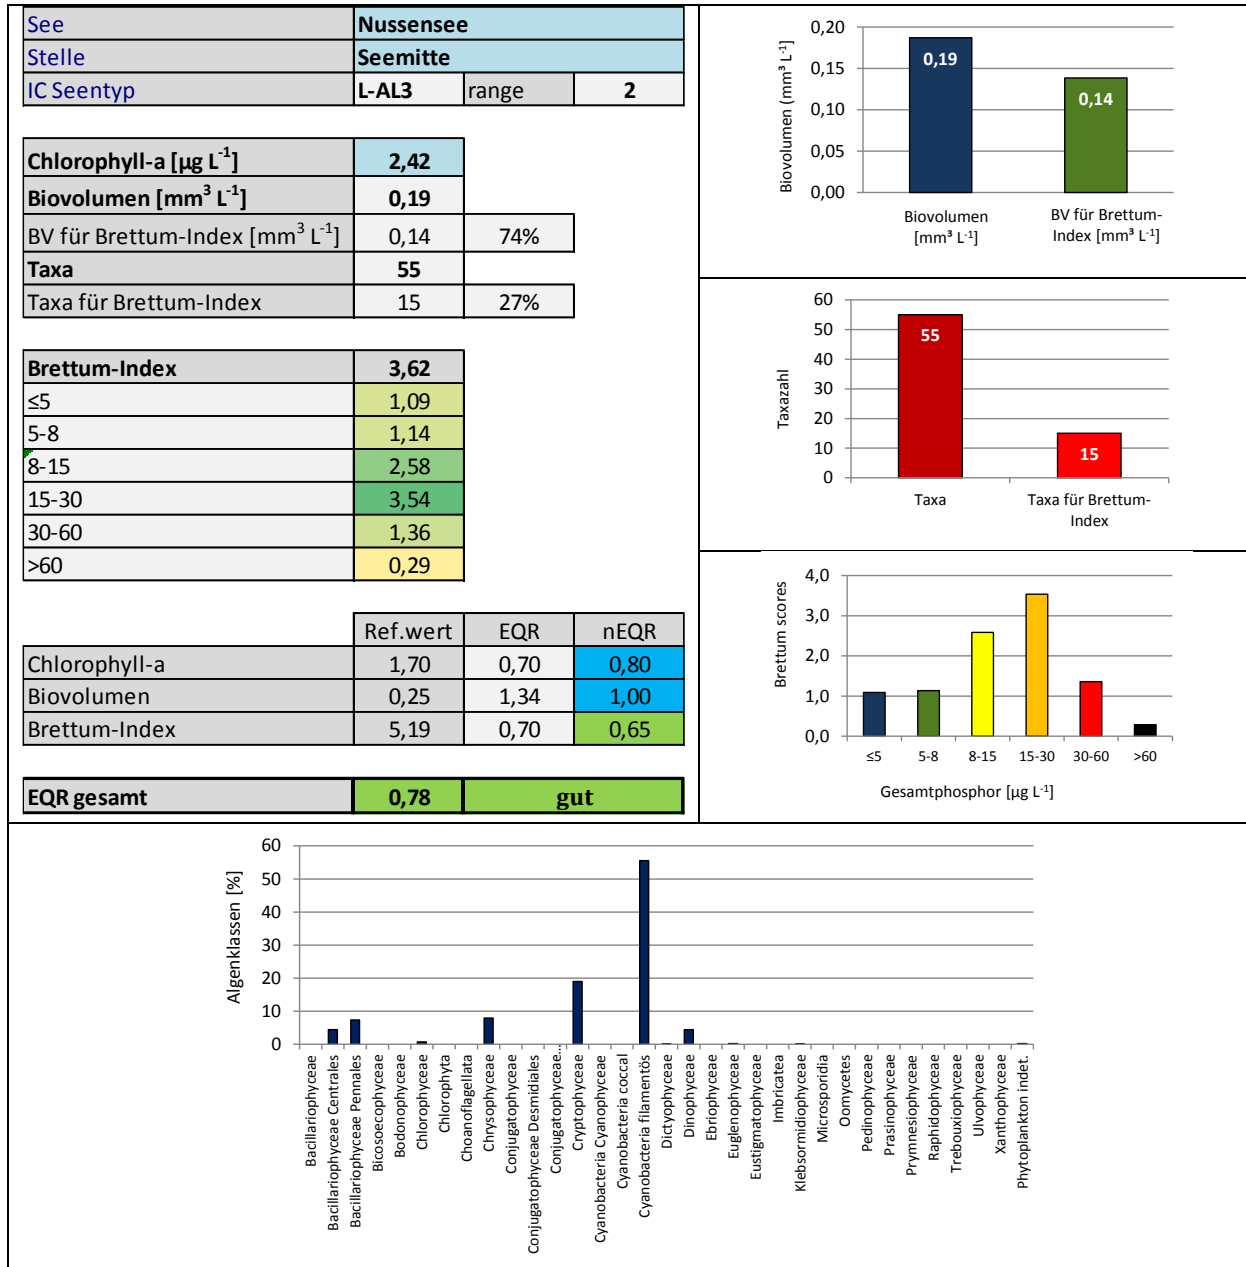 See Nussensee
Stelle Seemitte
IC Seentyp L-AL3 range 2
Chlorophyll-a [µg L⁻¹] 2,42
Biovolumen [mm³ L⁻¹] 0,19
BV für Brettum-Index [mm³ L⁻¹] 0,14 74%
Taxa 55
Taxa für Brettum-Index 15 27%
Brettum-Index 3,62
≤5 1,09
5-8 1,14
8-15 2,58
15-30 3,54
30-60 1,36
>60 0,29
Ref.wert EQR nEQR
Chlorophyll-a 1,70 0,70 0,80
Biovolumen 0,25 1,34 1,00
Brettum-Index 5,19 0,70 0,65
EQR gesamt 0,78 gut
Biovolumen (mm³ L⁻¹)
0,20
0,15
0,10
0,05
0,00
0,19
0,14
Biovolumen
[mm³ L⁻¹]
BV für Brettum-
Index [mm³ L⁻¹]
Taxazahl
60
50
40
30
20
10
0
55
15
Taxa
Taxa für Brettum-
Index
Brettum scores
4,0
3,0
2,0
1,0
0,0
≤5 5-8 8-15 15-30 30-60 >60
Gesamtphosphor [µg L⁻¹]
Algenklassen [%]
60
50
40
30
20
10
0
Bacillariophyceae
Bacillariophyceae Centrales
Bacillariophyceae Pennales
Bicosoecophyceae
Bodonophyceae
Chlorophyceae
Chlorophyta
Choanoflagellata
Chrysophyceae
Conjugatophyceae
Conjugatophyceae Desmidiales
Conjugatophyceae...
Cryptophyceae
Cyanobacteria Cyanophyceae
Cyanobacteria coccal
Cyanobacteria filamentös
Dictyophyceae
Dinophyceae
Ebriophyceae
Euglenophyceae
Eustigmatophyceae
Imbricatea
Klebsormidiophyceae
Microsporidia
Oomycetes
Pedinophyceae
Prasinophyceae
Prymnesiophyceae
Raphidophyceae
Trebouxiophyceae
Ulvophyceae
Xanthophyceae
Phytoplankton indet.